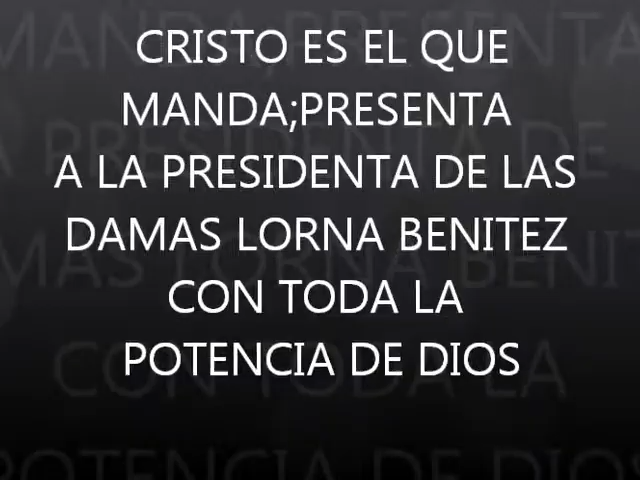 CRISTO ES EL QUE
MANDA;PRESENTA
A LA PRESIDENTA DE LAS
DAMAS LORNA BENITEZ
CON TODA LA
POTENCIA DE DIOS